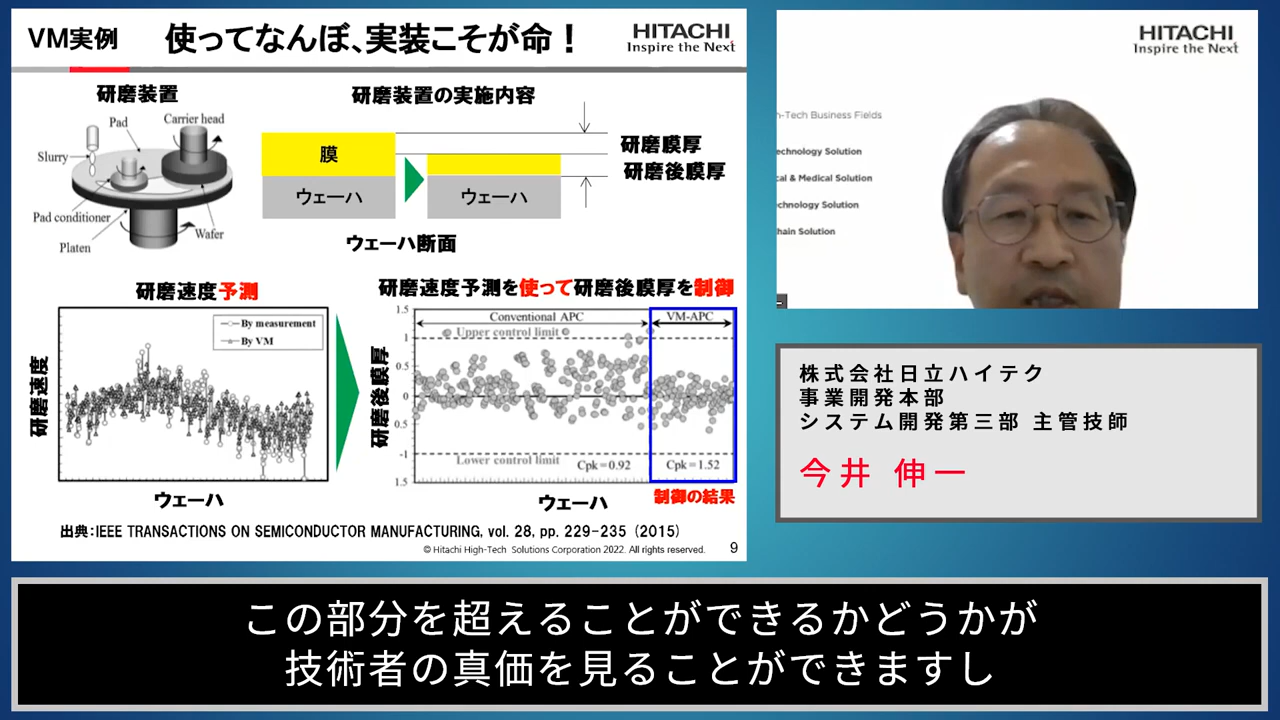 VM実例
使ってなんぼ、実装こそが命！
HITACHI
Inspire the Next
研磨装置
Pad
Carrier head
Slurry
Pad conditioner
Platen
Wafer
研磨装置の実施内容
膜
ウェーハ
ウェーハ
研磨膜厚
研磨後膜厚
ウェーハ断面
研磨速度予測
By measurement
By VM
研磨速度
ウェーハ
研磨速度予測を使って研磨後膜厚を制御
Conventional APC
VM-APC
Upper control limit
Lower control limit
1.5
1
0.5
0
0.5
-1
1.5
Cpk=0.92
Cpk=1.52
研磨後膜厚
ウェーハ
制御の結果
出典：IEEE TRANSACTIONS ON SEMICONDUCTOR MANUFACTURING, vol. 28, pp. 229-235 (2015)
© Hitachi High-Tech Solutions Corporation 2022. All rights reserved.
9
HITACHI
Inspire the Next
h-Tech Business Fields
echnology Solution
cal & Medical Solution
chnology Solution
hain Solution
株式会社日立ハイテク
事業開発本部
システム開発第三部 主管技師
今井 伸一
この部分を超えることができるかどうかが
技術者の真価を見ることができますし